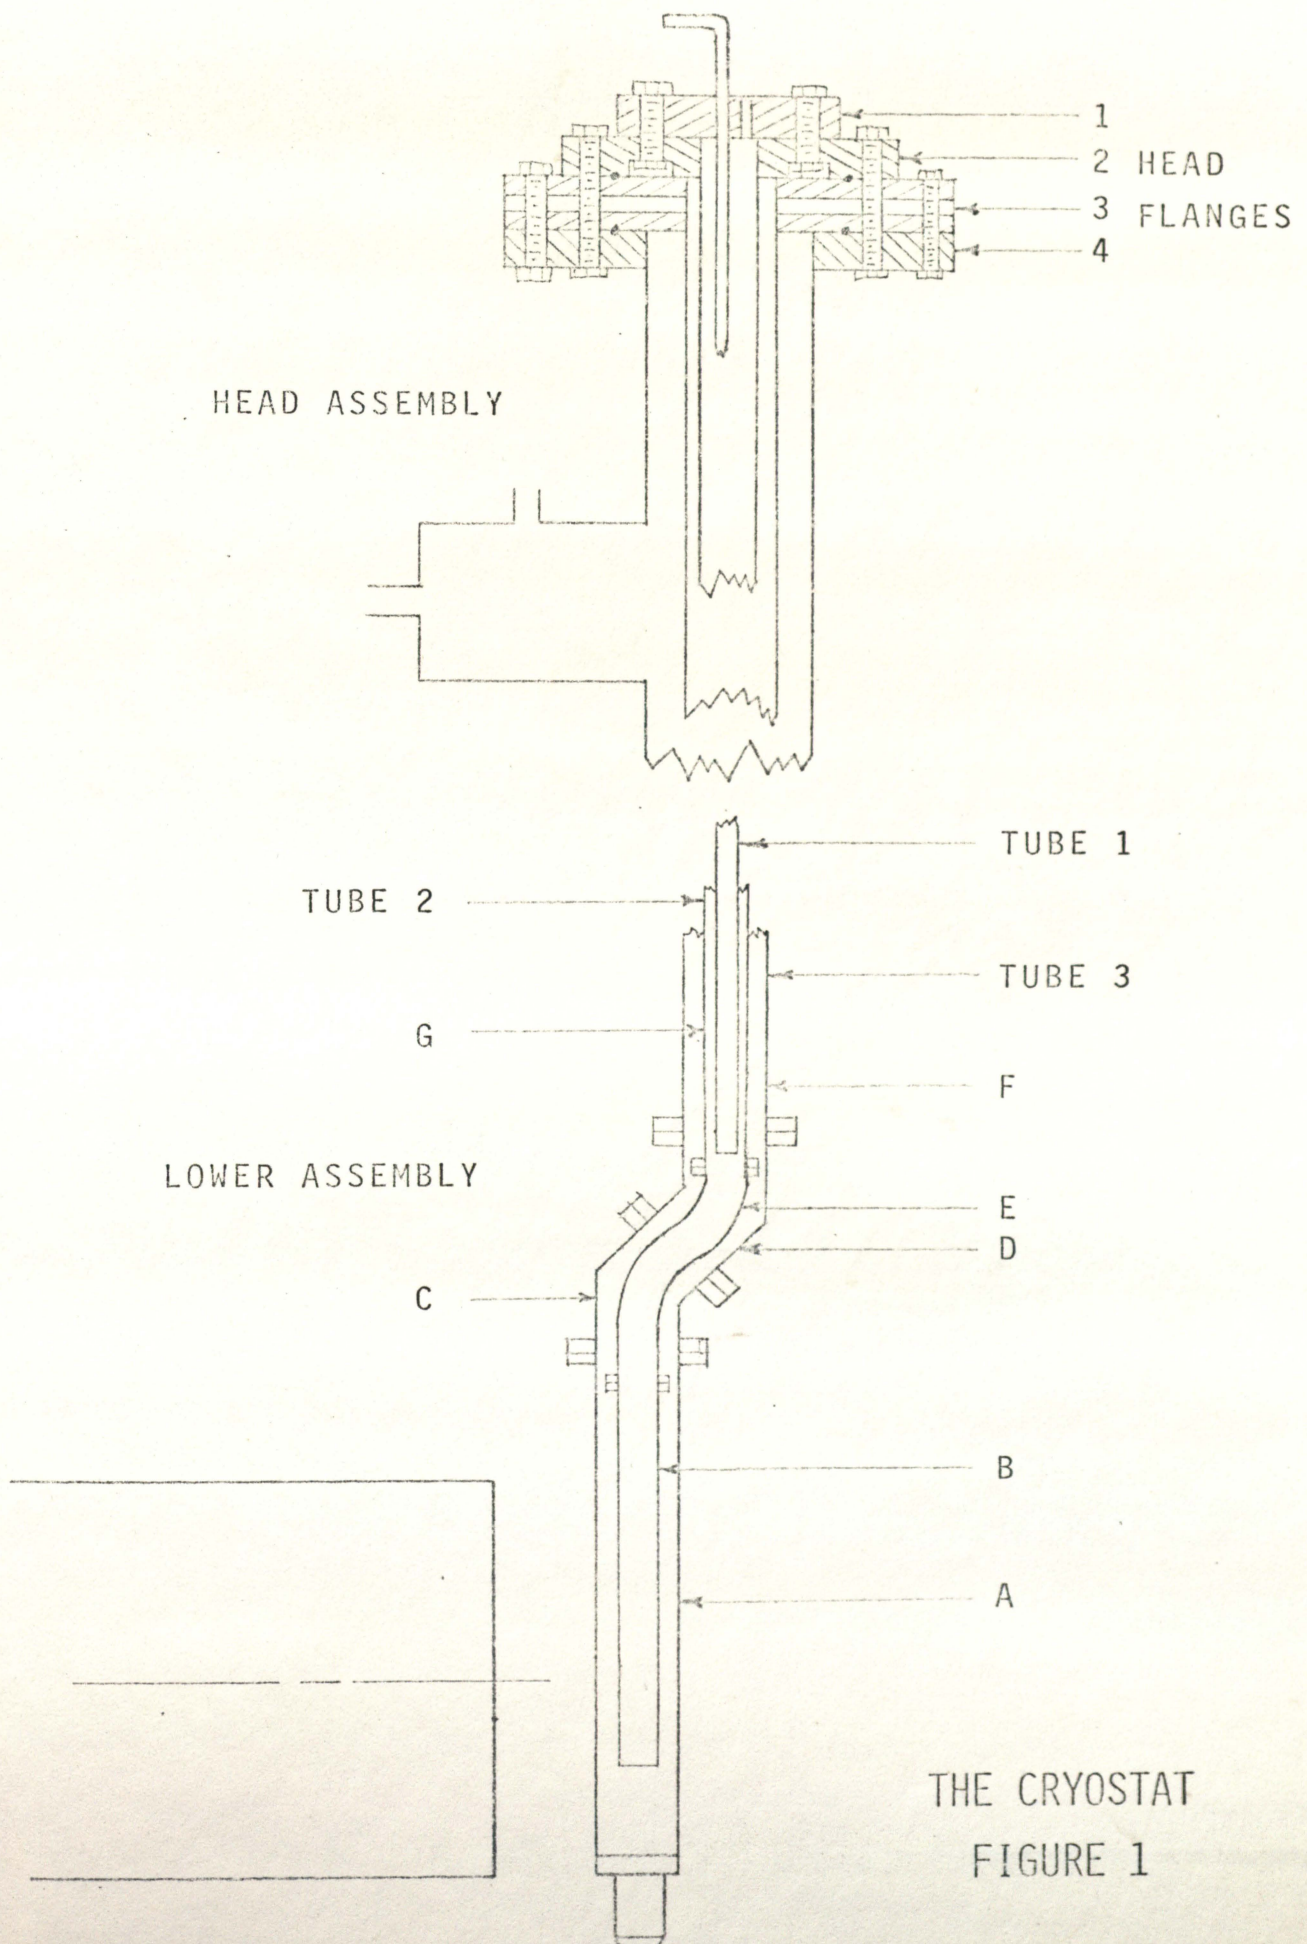 1
2 HEAD
3 FLANGES
4
HEAD ASSEMBLY
TUBE 1
TUBE 2
TUBE 3
G
F
LOWER ASSEMBLY
E
D
C
B
A
THE CRYOSTAT
FIGURE 1